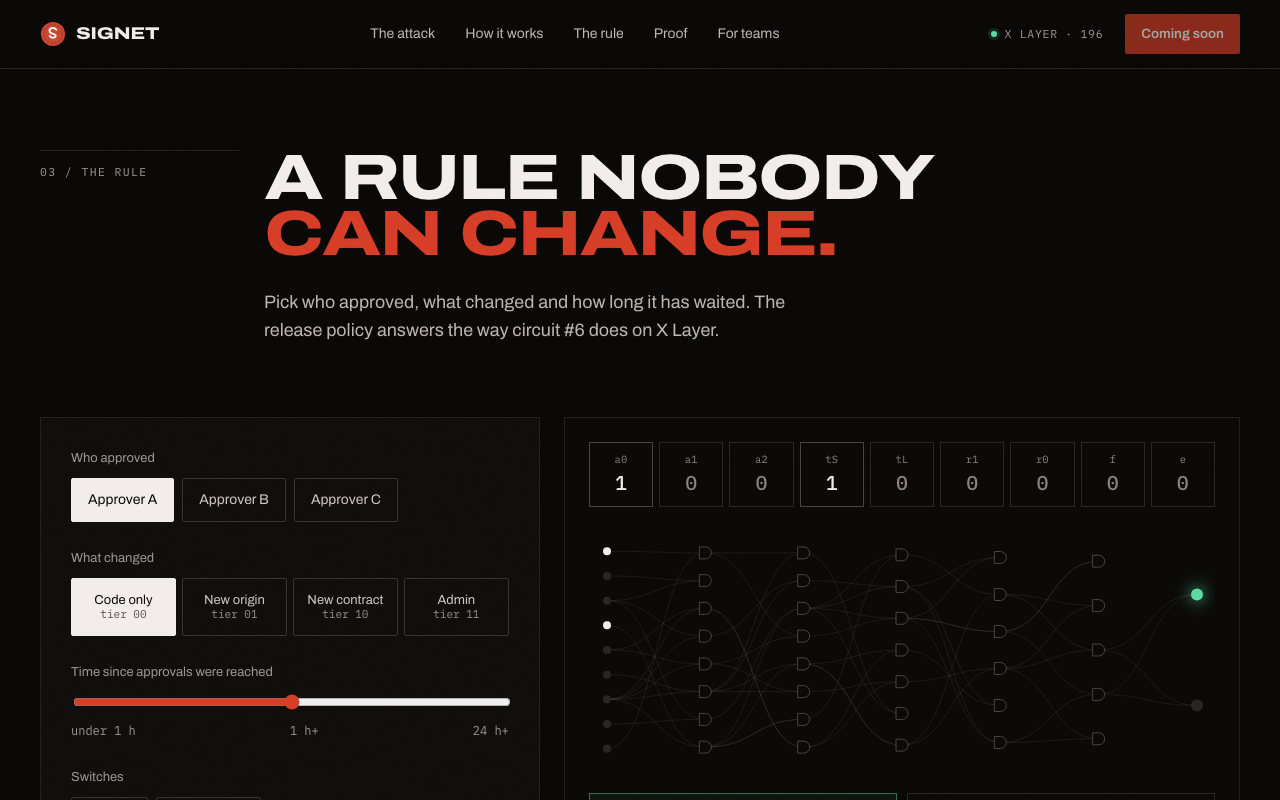 S SIGNET
The attack
How it works
The rule
Proof
For teams
X LAYER · 196
Coming soon
03 / THE RULE
A RULE NOBODY
CAN CHANGE.
Pick who approved, what changed and how long it has waited. The
release policy answers the way circuit #6 does on X Layer.
Who approved
Approver A
Approver B
Approver C
What changed
Code only
tier 00
New origin
tier 01
New contract
tier 10
Admin
tier 11
Time since approvals were reached
under 1 h
1 h+
24 h+
Switches
a0
1
a1
0
a2
0
tS
1
tL
0
r1
0
r0
0
f
0
e
0